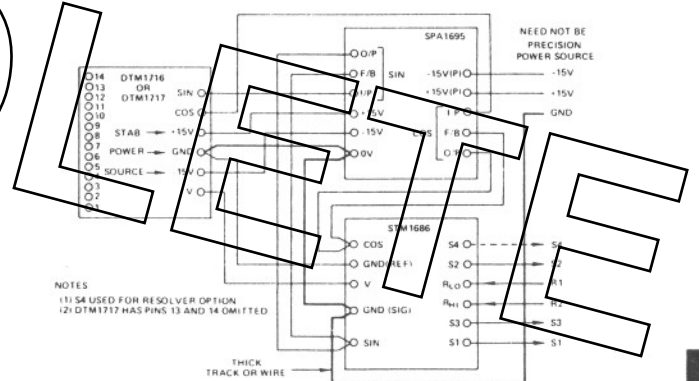 SPA1695
NEED NOT BE
PRECISION
POWER SOURCE
14 DTM1716
13 OR
12 DTM1717
11
10
9
8
7
6
5
4
3
2
1
SIN
COS
STAB +15V
POWER GND
SOURCE -15V
V
O/P
F/B SIN
I/P
+15V
-15V
0V
-15V(P)
+15V(P)
I/P
COS F/B
O/P
-15V
+15V
GND
STM1686
COS
GND(REF)
V
GND (SIG)
SIN
S4 S4
S2 S2
RLO R1
RHI R2
S3 S3
S1 S1
NOTES
(1) S4 USED FOR RESOLVER OPTION
(2) DTM1717 HAS PINS 13 AND 14 OMITTED
THICK
TRACK OR WIRE
LETE